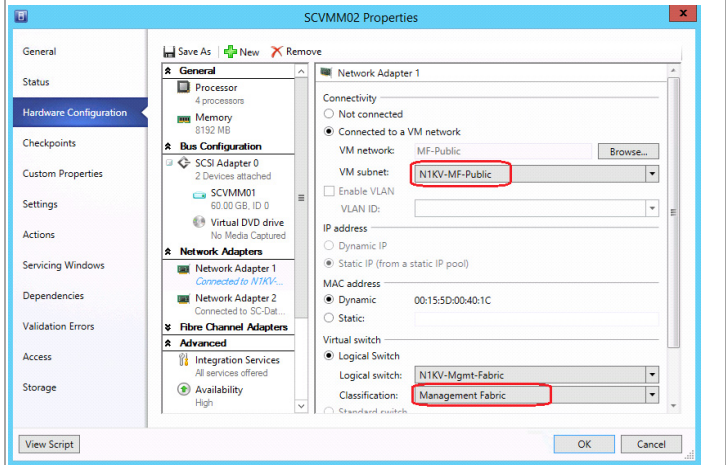 SCVMM02 Properties
x
General
Status
Hardware Configuration
Checkpoints
Custom Properties
Settings
Actions
Servicing Windows
Dependencies
Validation Errors
Access
Storage
Save As New Remove
General
Processor
4 processors
Memory
8192 MB
Bus Configuration
SCSI Adapter 0
2 Devices attached
SCVMM01
60.00 GB, ID 0
Virtual DVD drive
No Media Captured
Network Adapters
Network Adapter 1
Connected to N1KV-...
Network Adapter 2
Connected to SC-Dat...
Fibre Channel Adapters
Advanced
Integration Services
All services offered
Availability
High
Network Adapter 1
Connectivity
Not connected
Connected to a VM network
VM network: MF-Public Browse...
VM subnet: N1KV-MF-Public
Enable VLAN
VLAN ID:
IP address
Dynamic IP
Static IP (from a static IP pool)
MAC address
Dynamic 00:15:5D:00:40:1C
Static:
Virtual switch
Logical Switch
Logical switch: N1KV-Mgmt-Fabric
Classification: Management Fabric
Standard switch
View Script OK Cancel